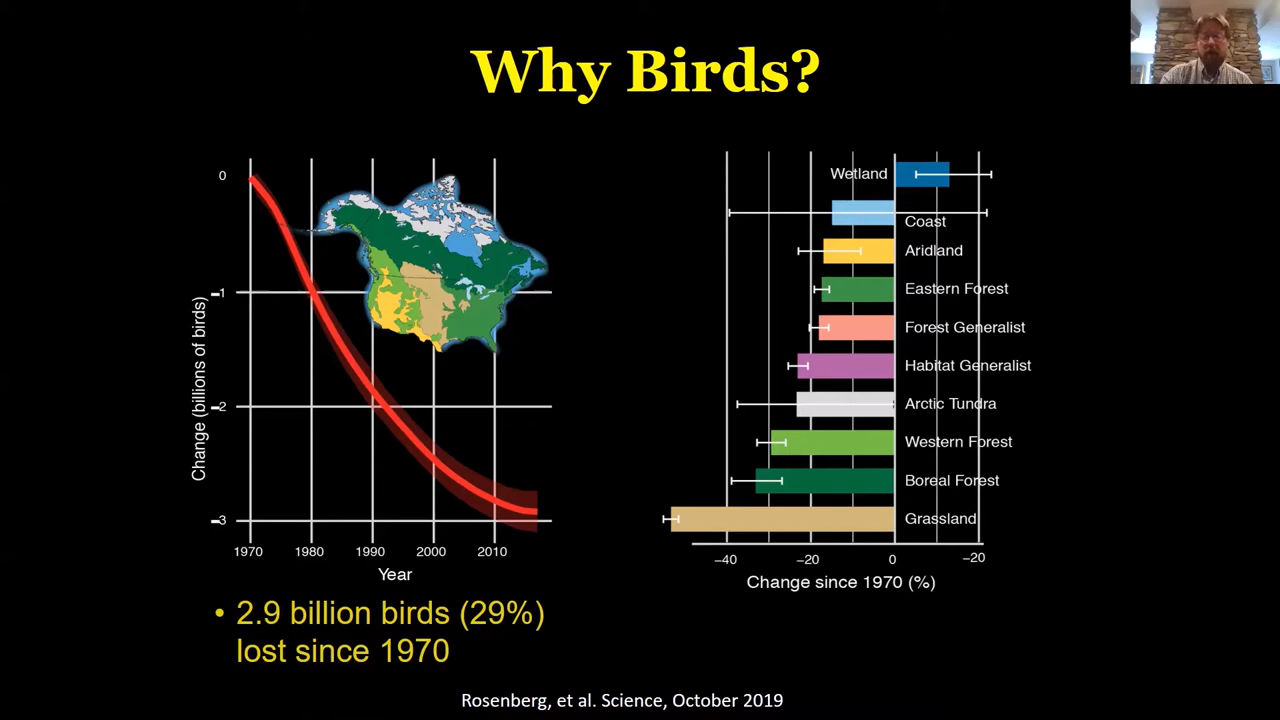 Why Birds?
0
–1
–2
–3
Change (billions of birds)
1970 1980 1990 2000 2010
Year
Wetland
Coast
Aridland
Eastern Forest
Forest Generalist
Habitat Generalist
Arctic Tundra
Western Forest
Boreal Forest
Grassland
–40 –20 0 –20
Change since 1970 (%)
• 2.9 billion birds (29%)
lost since 1970
Rosenberg, et al. Science, October 2019